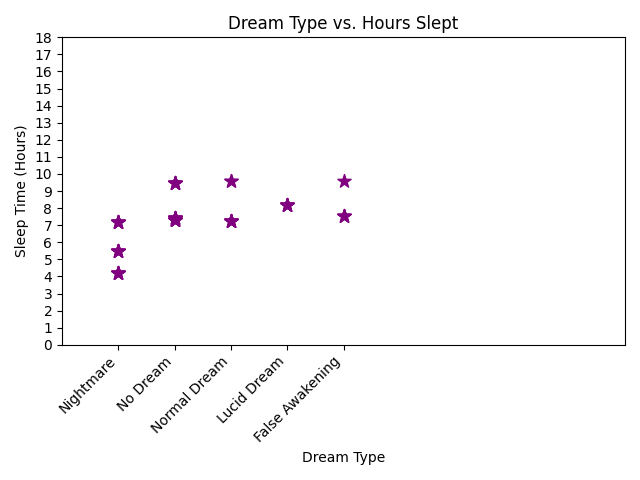 Dream Type vs. Hours Slept
Sleep Time (Hours)
18
17
16
15
14
13
12
11
10
9
8
7
6
5
4
3
2
1
0
Nightmare
No Dream
Normal Dream
Lucid Dream
False Awakening
Dream Type